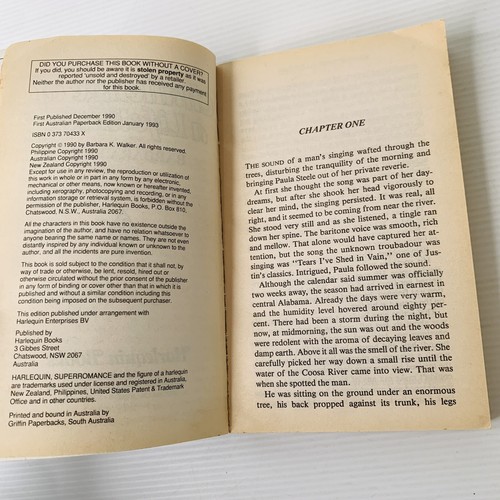 DID YOU PURCHASE THIS BOOK WITHOUT A COVER?
If you did, you should be aware it is stolen property as it was
reported 'unsold and destroyed' by a retailer.
Neither the author nor the publisher has received any payment
for this book.
First Published December 1990
First Australian Paperback Edition January 1993
ISBN 0 373 70433 X
Copyright © 1990 by Barbara K. Walker. All rights reserved.
Philippine Copyright 1990
Australian Copyright 1990
New Zealand Copyright 1990
Except for use in any review, the reproduction or utilization of
this work in whole or in part in any form by any electronic,
mechanical or other means, now known or hereafter invented,
including xerography, photocopying and recording, or in any
information storage or retrieval system, is forbidden without the
permission of the publisher, Harlequin Books, P.O. Box 810,
Chatswood, N.S.W., Australia 2067.
All the characters in this book have no existence outside the
imagination of the author, and have no relation whatsoever to
anyone bearing the same name or names. They are not even
distantly inspired by any individual known or unknown to the
author, and all the incidents are pure invention.
This book is sold subject to the condition that it shall not, by
way of trade or otherwise, be lent, resold, hired out or
otherwise circulated without the prior consent of the publisher
in any form of binding or cover other than that in which it is
published and without a similar condition including this
condition being imposed on the subsequent purchaser.
This edition published under arrangement with
Harlequin Enterprises BV
Published by
Harlequin Books
3 Gibbes Street
Chatswood, NSW 2067
Australia
HARLEQUIN, SUPERROMANCE and the figure of a harlequin
are trademarks used under license and registered in Australia,
New Zealand, Philippines, United States Patent & Trademark
Office and in other countries.
Printed and bound in Australia by
Griffin Paperbacks, South Australia
CHAPTER ONE
THE SOUND of a man's singing wafted through the
trees, disturbing the tranquility of the morning and
bringing Paula Steele out of her private reverie.
At first she thought the song was part of her day-
dreams, but after she shook her head vigorously to
clear her mind, the singing persisted. It was real, all
right, and it seemed to be coming from near the river.
She stood very still and as she listened, a tingle ran
down her spine. The baritone voice was smooth, rich
and mellow. That alone would have captured her at-
tention, but the song the unknown troubadour was
singing was "Tears I've Shed in Vain," one of Jus-
tin's classics. Intrigued, Paula followed the sound.
Although the calendar said summer was officially
two weeks away, the season had arrived in earnest in
central Alabama. Already the days were very warm,
and the humidity level hovered around eighty per-
cent. There had been a storm during the night, but
now, at midmorning, the sun was out and the woods
were redolent with the aroma of decaying leaves and
damp earth. Above it all was the smell of the river. She
carefully picked her way down a small rise until the
water of the Coosa River came into view. That was
when she spotted the man.
He was sitting on the ground under an enormous
tree, his back propped against its trunk, his legs